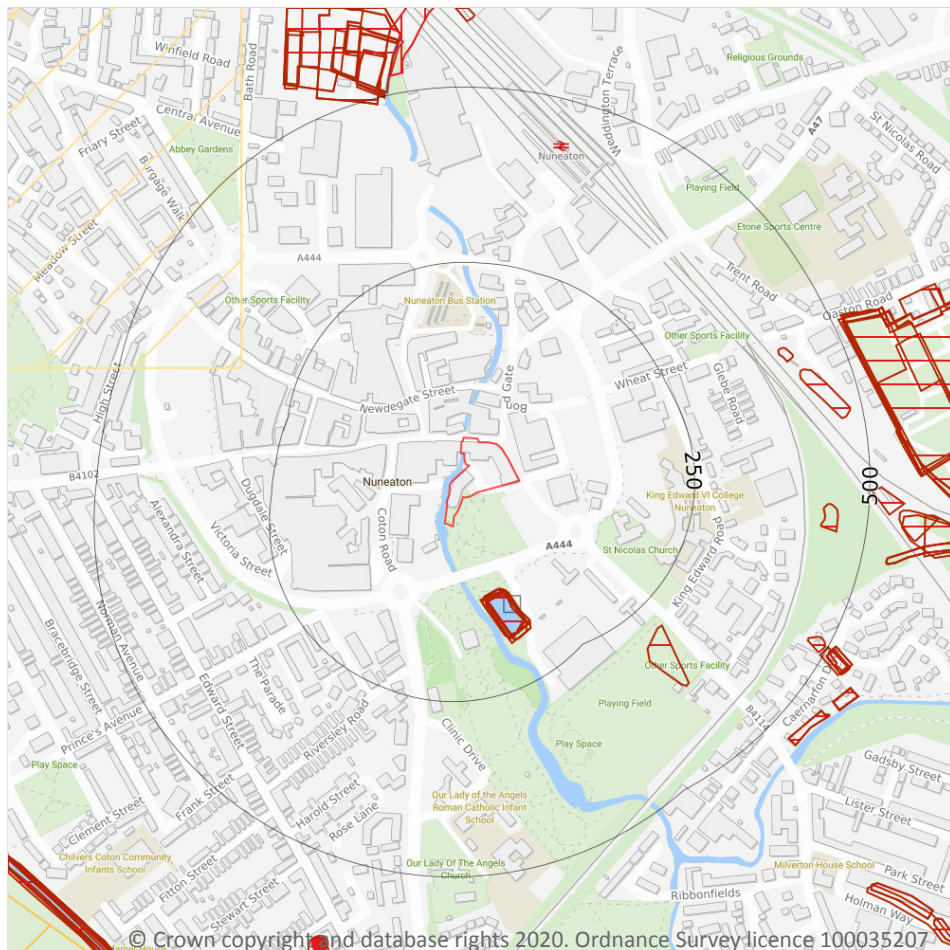 Winfield Road
Bath Road
Central Avenue
Friary Street
Abbey Gardens
Burgage Walk
Meadow Street
Weddington Terrace
Religious Grounds
A47
St Nicolas Road
Nuneaton
Playing Field
Etone Sports Centre
A444
Trent Road
Oaston Road
Other Sports Facility
Nuneaton Bus Station
Other Sports Facility
Newdegate Street
Bond Gate
Wheat Street
Glebe Road
High Street
B4102
Nuneaton
250
500
King Edward VI College
Nuneaton
Dugdale Street
Alexandra Street
Victoria Street
Coton Road
A444
St Nicolas Church
King Edward Road
Norman Avenue
Bracebridge Street
The Parade
Edward Street
Prince's Avenue
Riversley Road
Other Sports Facility
Playing Field
Caernarfon D
B4114
Play Space
Clinic Drive
Play Space
Gadsby Street
Lister Street
Clement Street
Frank Street
Harold Street
Rose Lane
Our Lady of the Angels
Roman Catholic Infant
School
Chilvers Coton Community
Infants School
Fitton Street
Stewart Street
Our Lady Of The Angels
Church
Milverton House School
Park Street
Ribbonfields
Holman Way
© Crown copyright and database rights 2020. Ordnance Survey licence 100035207